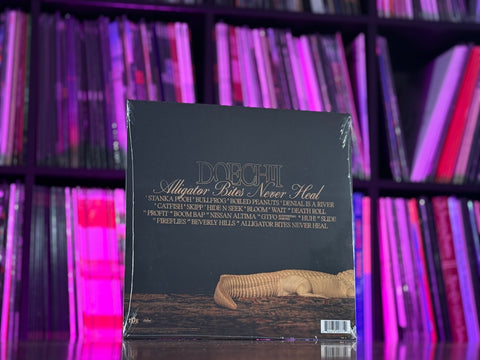 DOECHII
Alligator Bites Never Heal
STANKA POOH BULLFROG BOILED PEANUTS DENIAL IS A RIVER
CATFISH SKIPP HIDE N SEEK BLOOM WAIT DEATH ROLL
PROFIT BOOM BAP NISSAN ALTIMA GTFO HUH! SLIDE
FIREFLIES BEVERLY HILLS ALLIGATOR BITES NEVER HEAL